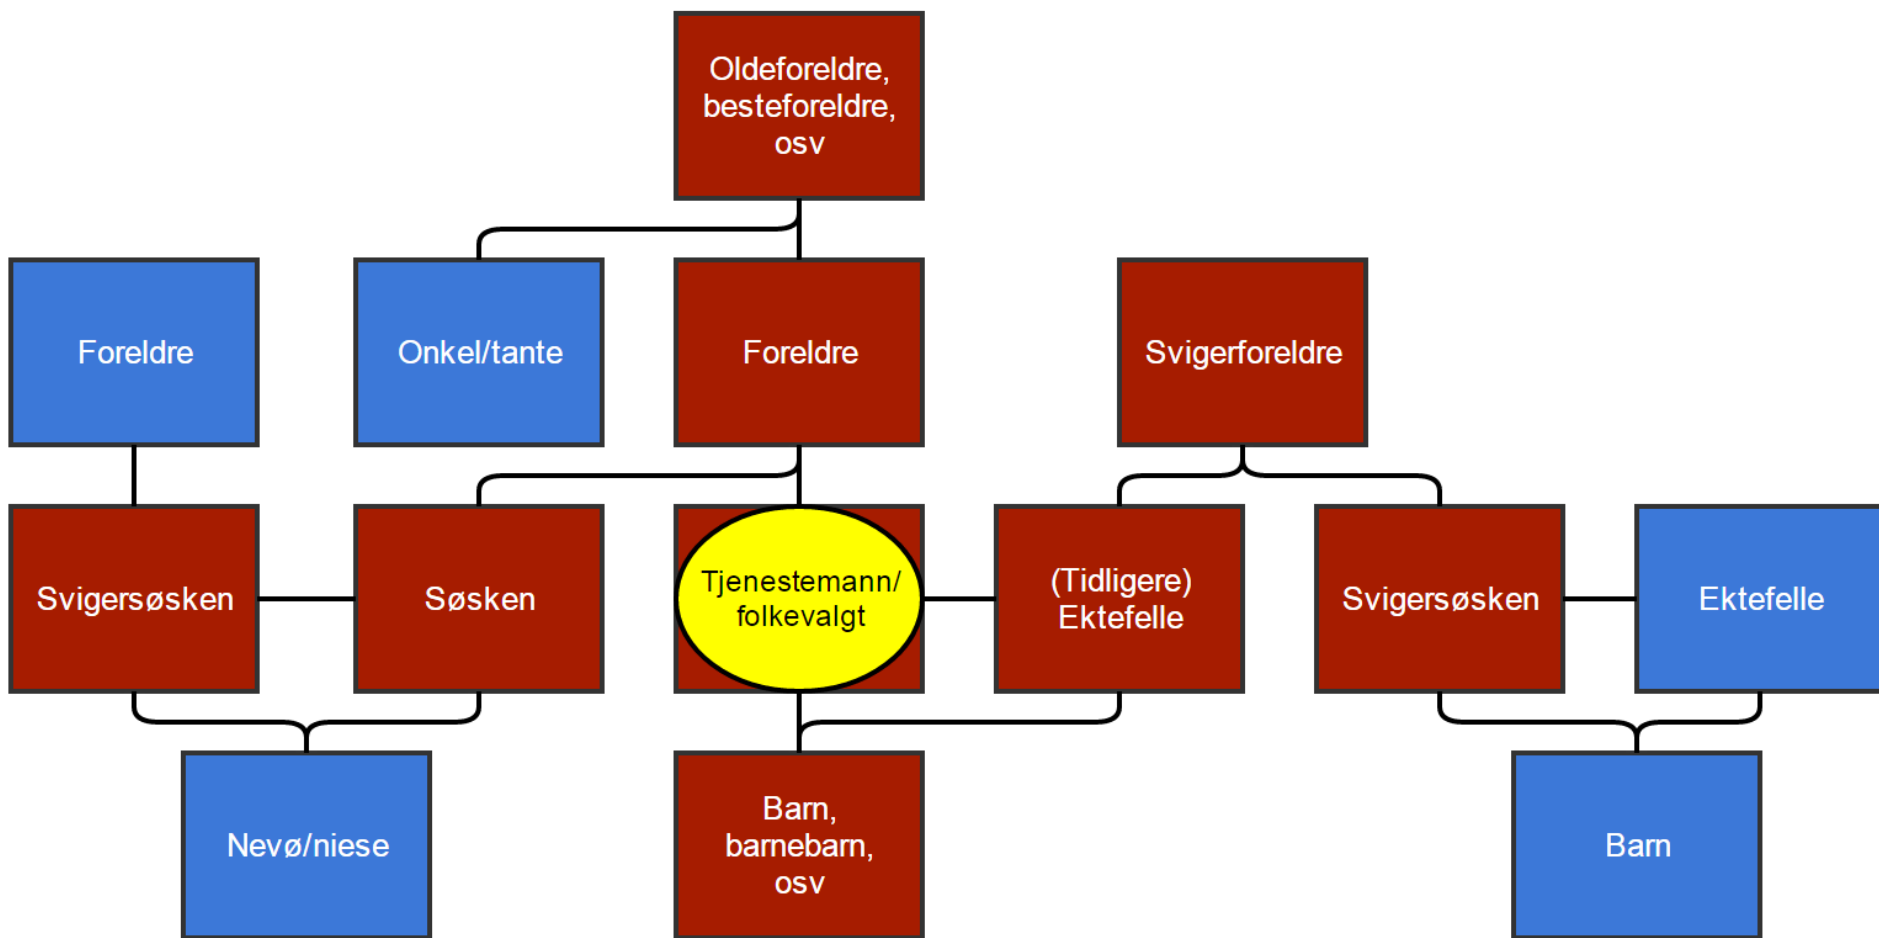 Oldeforeldre,
besteforeldre,
osv
Foreldre
Onkel/tante
Foreldre
Svigerforeldre
Svigersøsken
Søsken
Tjenestemann/
folkevalgt
(Tidligere)
Ektefelle
Svigersøsken
Ektefelle
Nevø/niese
Barn,
barnebarn,
osv
Barn